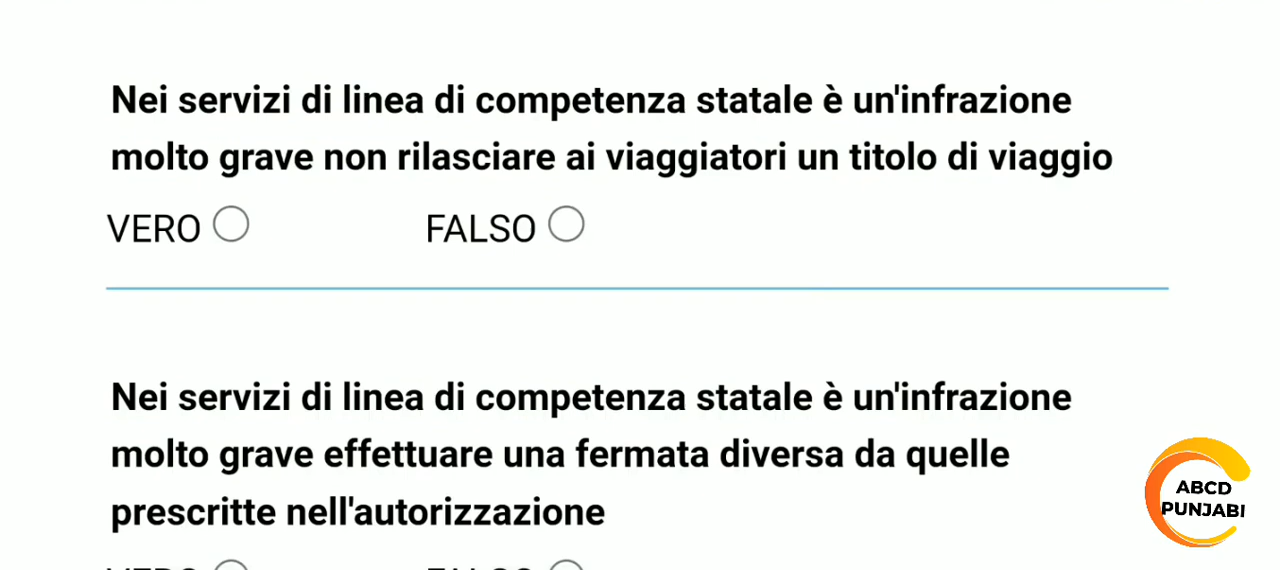 Nei servizi di linea di competenza statale è un'infrazione
molto grave non rilasciare ai viaggiatori un titolo di viaggio
VERO FALSO
Nei servizi di linea di competenza statale è un'infrazione
molto grave effettuare una fermata diversa da quelle
prescritte nell'autorizzazione
ABCD
PUNJABI